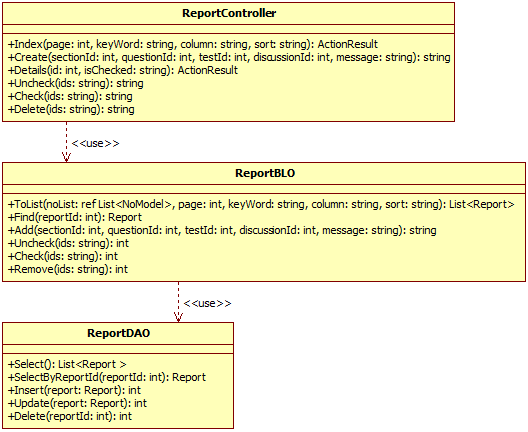 ReportController
+Index(page: int, keyWord: string, column: string, sort: string): ActionResult
+Create(sectionId: int, questionId: int, testId: int, discussionId: int, message: string): string
+Details(id: int, isChecked: string): ActionResult
+Uncheck(ids: string): string
+Check(ids: string): string
+Delete(ids: string): string
<<use>>
ReportBLO
+ToList(noList: ref List<NoModel>, page: int, keyWord: string, column: string, sort: string): List<Report>
+Find(reportId: int): Report
+Add(sectionId: int, questionId: int, testId: int, discussionId: int, message: string): string
+Uncheck(ids: string): int
+Check(ids: string): int
+Remove(ids: string): int
<<use>>
ReportDAO
+Select(): List<Report >
+SelectByReportId(reportId: int): Report
+Insert(report: Report): int
+Update(report: Report): int
+Delete(reportId: int): int